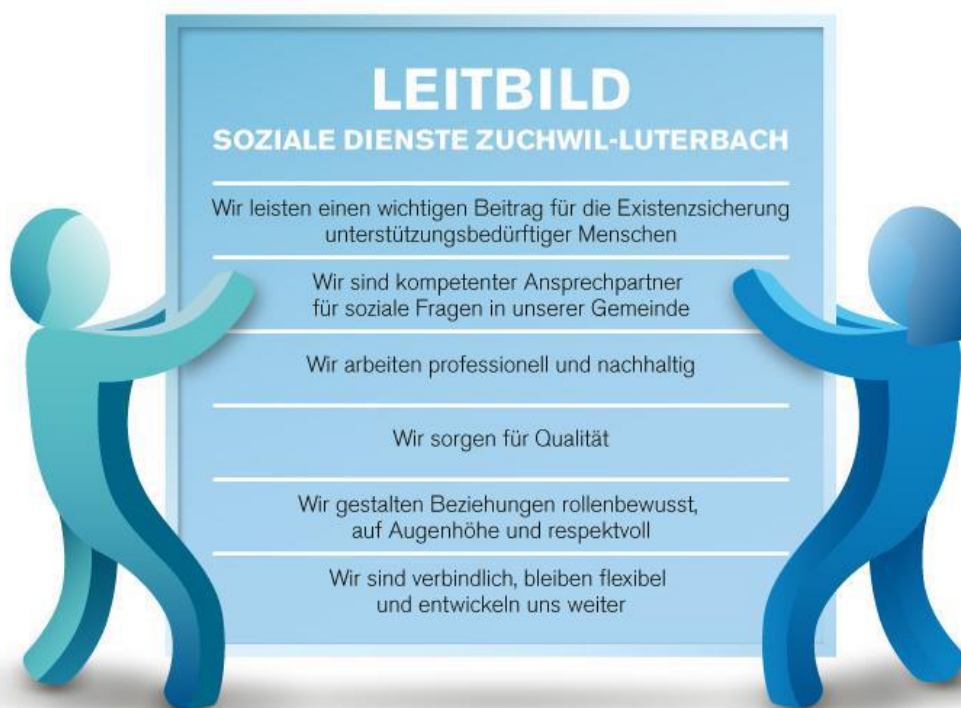 LEITBILD
SOZIALE DIENSTE ZUCHWIL-LUTERBACH
Wir leisten einen wichtigen Beitrag für die Existenzsicherung
unterstützungsbedürftiger Menschen
Wir sind kompetenter Ansprechpartner
für soziale Fragen in unserer Gemeinde
Wir arbeiten professionell und nachhaltig
Wir sorgen für Qualität
Wir gestalten Beziehungen rollenbewusst,
auf Augenhöhe und respektvoll
Wir sind verbindlich, bleiben flexibel
und entwickeln uns weiter